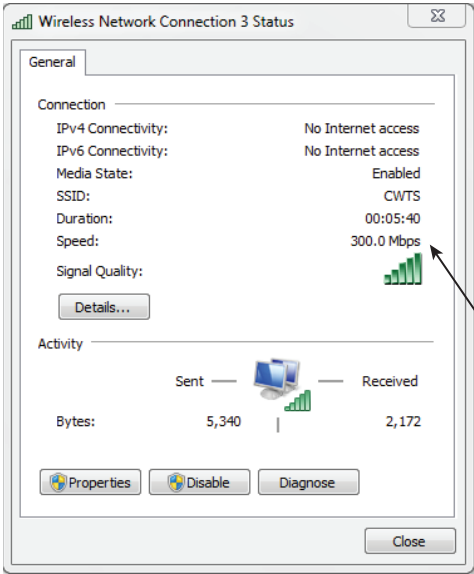 Wireless Network Connection 3 Status
General
Connection
IPv4 Connectivity: No Internet access
IPv6 Connectivity: No Internet access
Media State: Enabled
SSID: CWTS
Duration: 00:05:40
Speed: 300.0 Mbps
Signal Quality:
Details...
Activity
Sent — — Received
Bytes: 5,340 | 2,172
Properties Disable Diagnose
Close